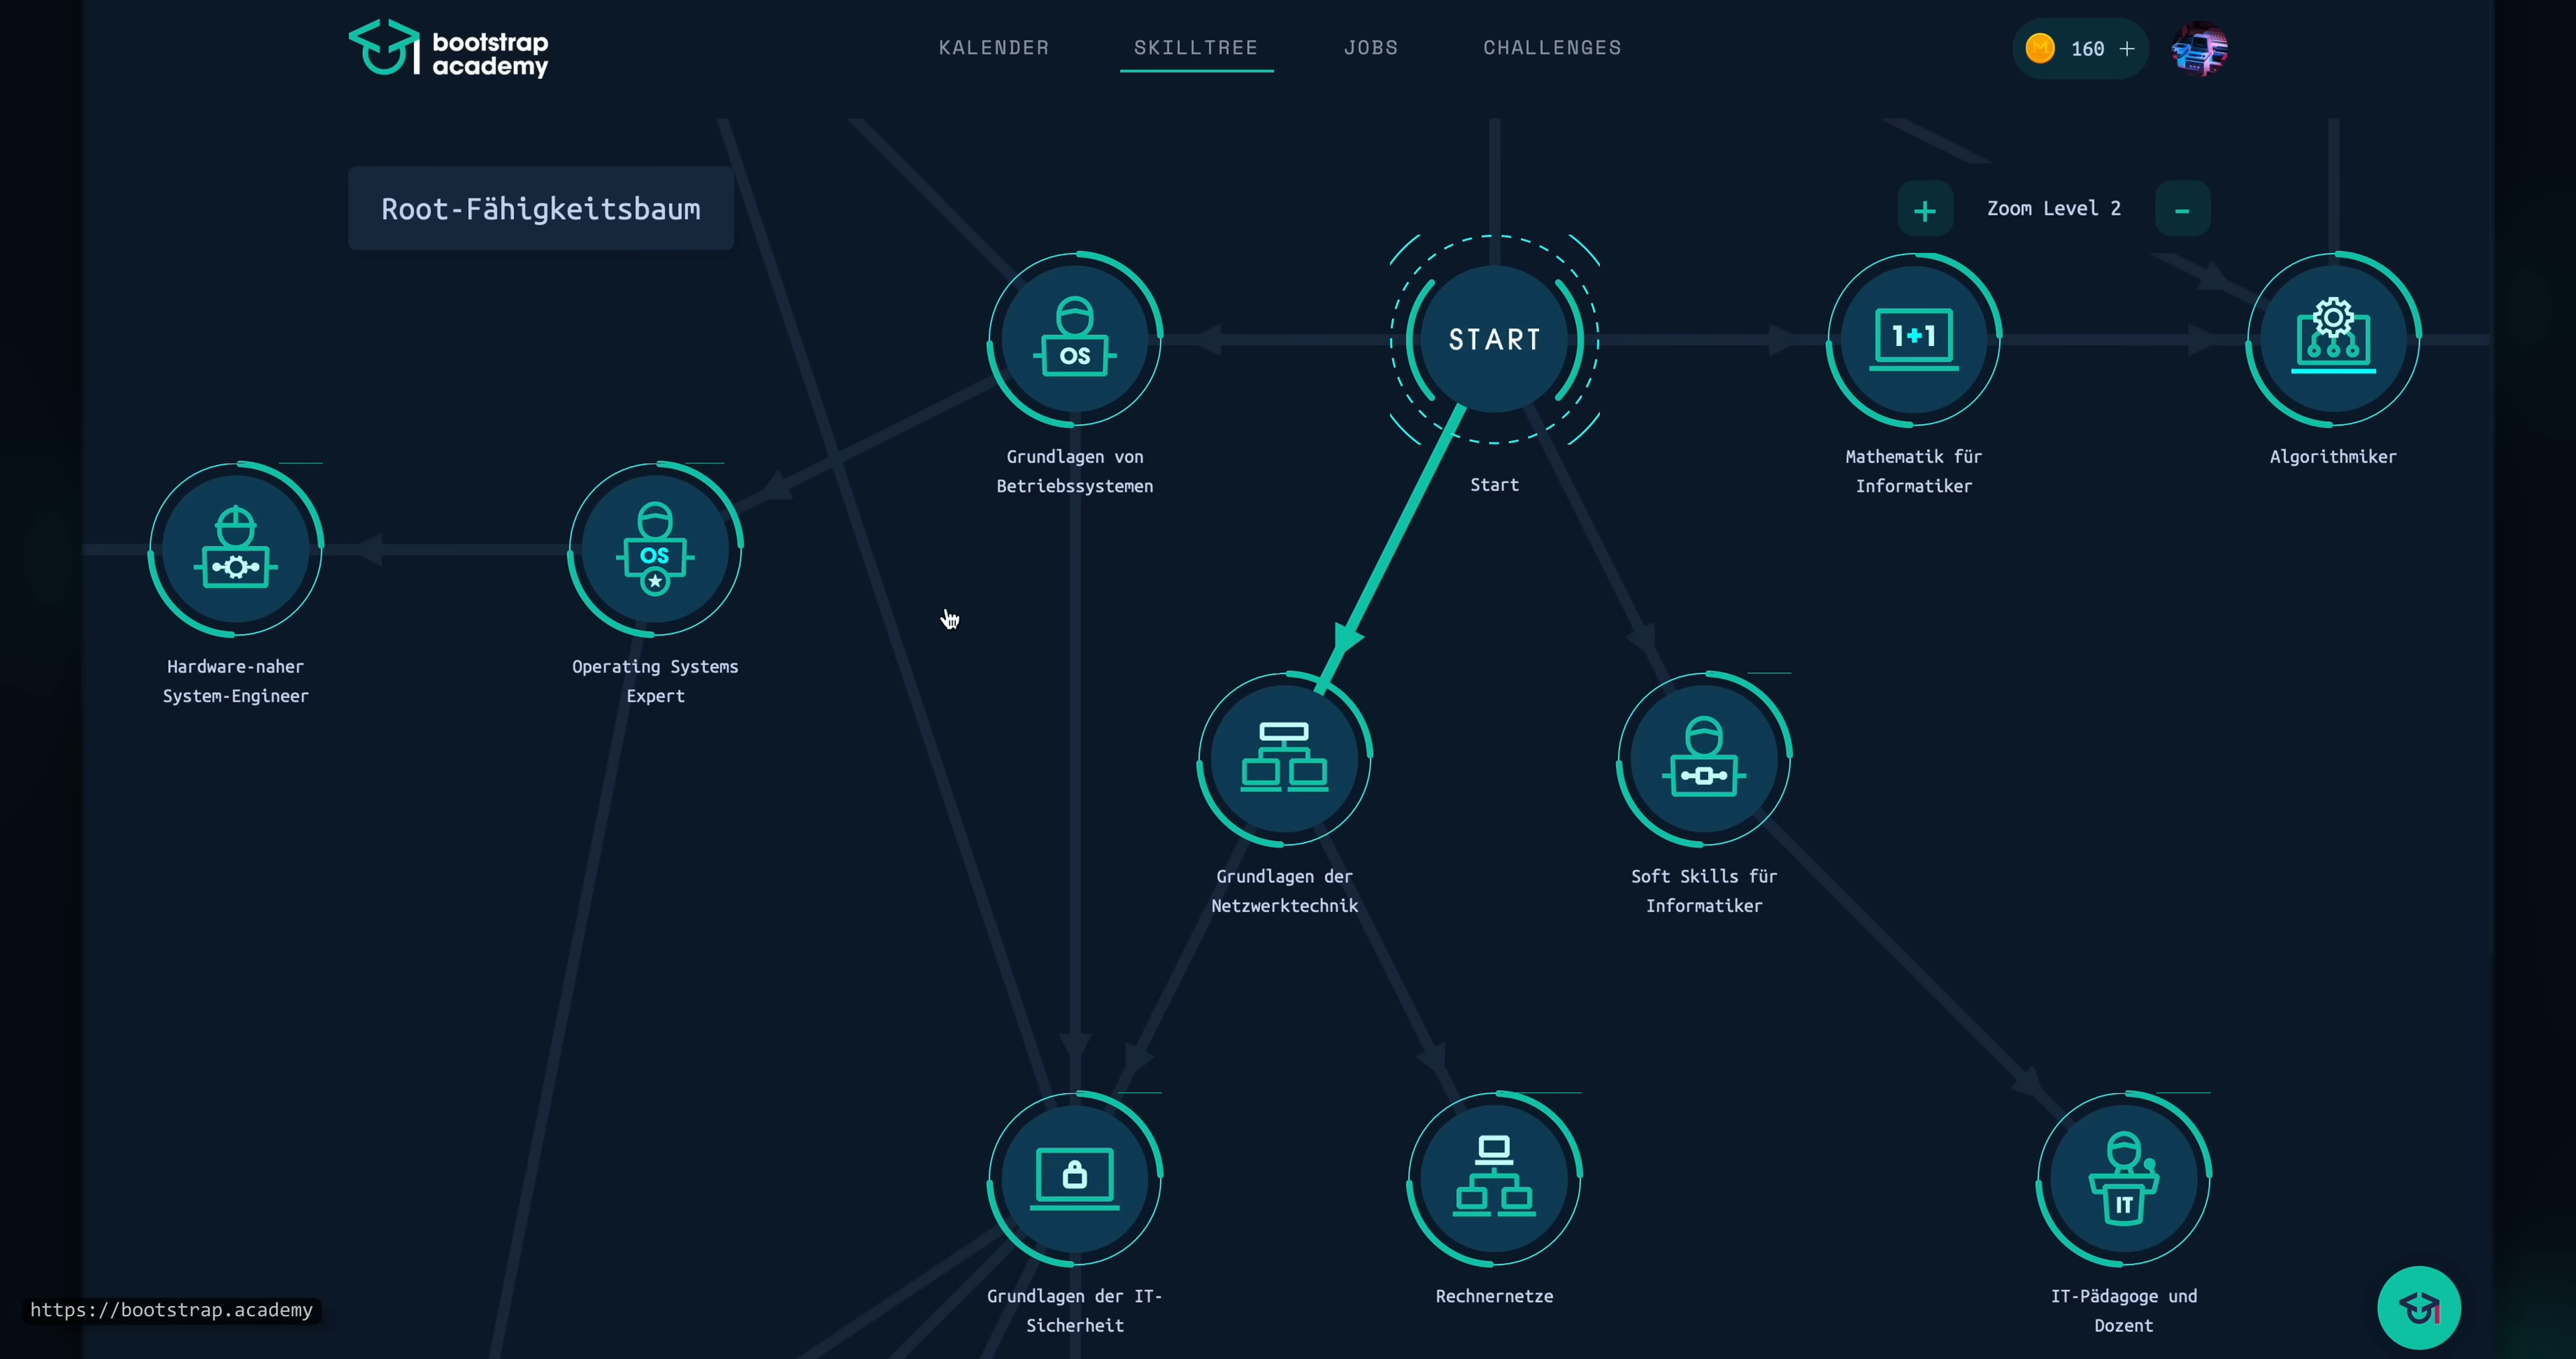 bootstrap
academy
KALENDER
SKILLTREE
JOBS
CHALLENGES
160 +
Root-Fähigkeitsbaum
+ Zoom Level 2 -
OS
START
1+1
Grundlagen von
Betriebssystemen
Start
Mathematik für
Informatiker
Algorithmiker
OS
Hardware-naher
System-Engineer
Operating Systems
Expert
Grundlagen der
Netzwerktechnik
Soft Skills für
Informatiker
IT
Grundlagen der IT-
Sicherheit
Rechnernetze
IT-Pädagoge und
Dozent
https://bootstrap.academy